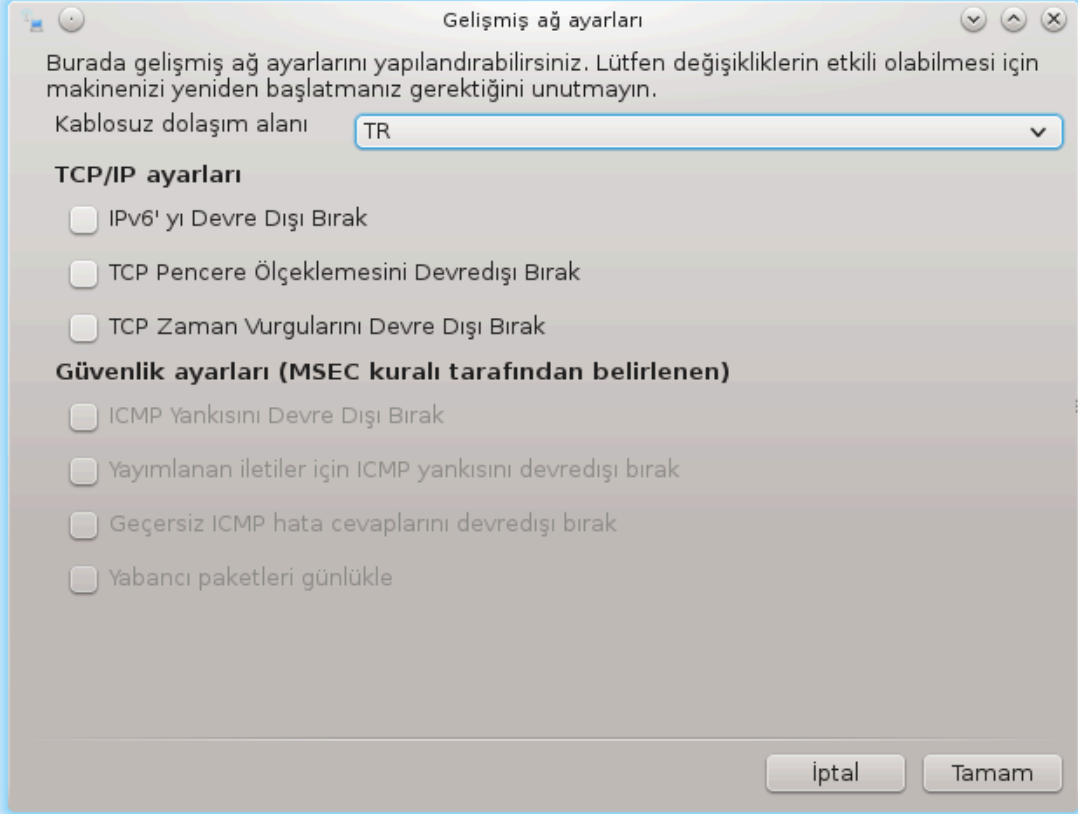 Gelişmiş ağ ayarları
Burada gelişmiş ağ ayarlarını yapılandırabilirsiniz. Lütfen değişikliklerin etkili olabilmesi için
makinenizi yeniden başlatmanız gerektiğini unutmayın.
Kablosuz dolaşım alanı TR
TCP/IP ayarları
IPv6' yı Devre Dışı Bırak
TCP Pencere Ölçeklemesini Devredışı Bırak
TCP Zaman Vurgularını Devre Dışı Bırak
Güvenlik ayarları (MSEC kuralı tarafından belirlenen)
ICMP Yankısını Devre Dışı Bırak
Yayımlanan iletiler için ICMP yankısını devredışı bırak
Geçersiz ICMP hata cevaplarını devredışı bırak
Yabancı paketleri günlükle
İptal Tamam